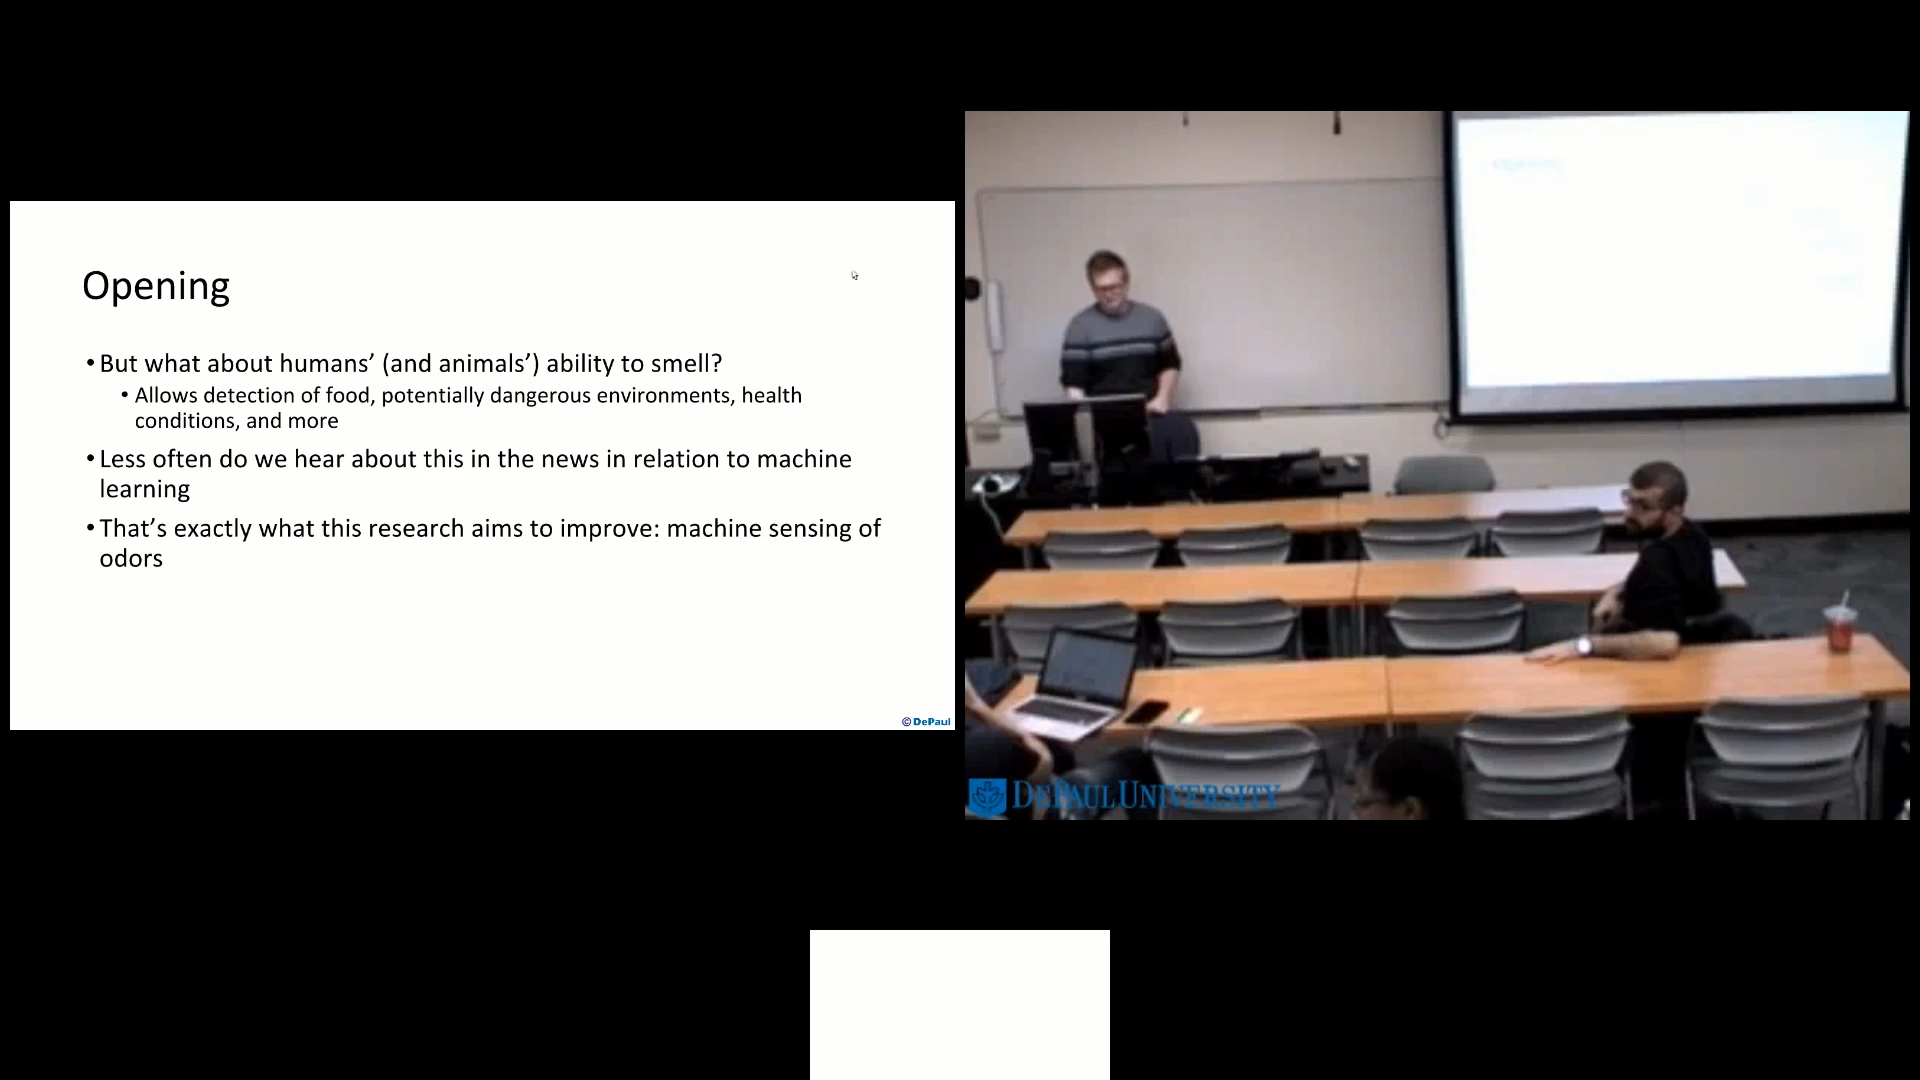 Opening
•But what about humans’ (and animals’) ability to smell?
• Allows detection of food, potentially dangerous environments, health
conditions, and more
•Less often do we hear about this in the news in relation to machine
learning
•That’s exactly what this research aims to improve: machine sensing of
odors
© DePaul
Opening
DEPAUL UNIVERSITY